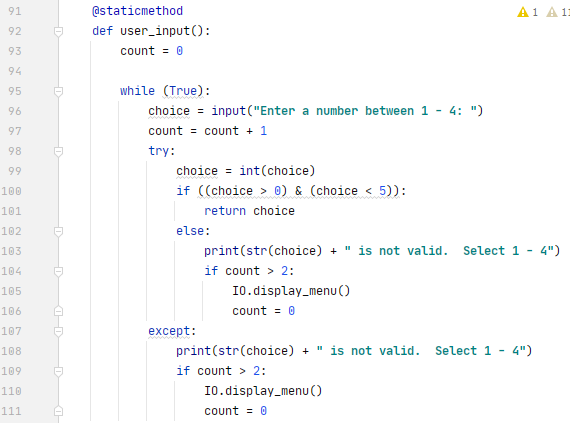 91 @staticmethod
92 def user_input():
93 count = 0
94
95 while (True):
96 choice = input("Enter a number between 1 - 4: ")
97 count = count + 1
98 try:
99 choice = int(choice)
100 if ((choice > 0) & (choice < 5)):
101 return choice
102 else:
103 print(str(choice) + " is not valid.  Select 1 - 4")
104 if count > 2:
105 IO.display_menu()
106 count = 0
107 except:
108 print(str(choice) + " is not valid.  Select 1 - 4")
109 if count > 2:
110 IO.display_menu()
111 count = 0
1 11